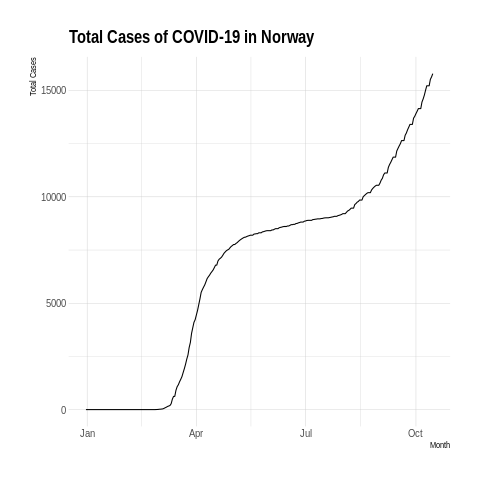 Total Cases of COVID-19 in Norway
Total Cases
15000
10000
5000
0
Jan Apr Jul Oct
Month